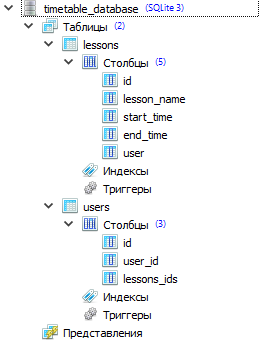 timetable_database (SQLite 3)
Таблицы (2)
lessons
Столбцы (5)
id
lesson_name
start_time
end_time
user
Индексы
Триггеры
users
Столбцы (3)
id
user_id
lessons_ids
Индексы
Триггеры
Представления